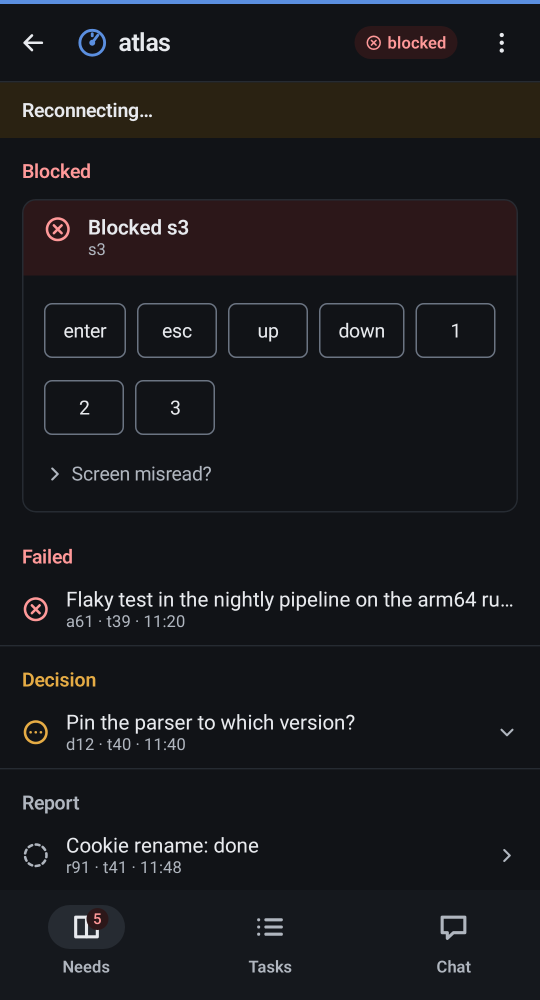 atlas
blocked
Reconnecting…
Blocked
Blocked s3
s3
enter
esc
up
down
1
2
3
Screen misread?
Failed
Flaky test in the nightly pipeline on the arm64 ru…
a61 · t39 · 11:20
Decision
Pin the parser to which version?
d12 · t40 · 11:40
Report
Cookie rename: done
r91 · t41 · 11:48
5
Needs
Tasks
Chat